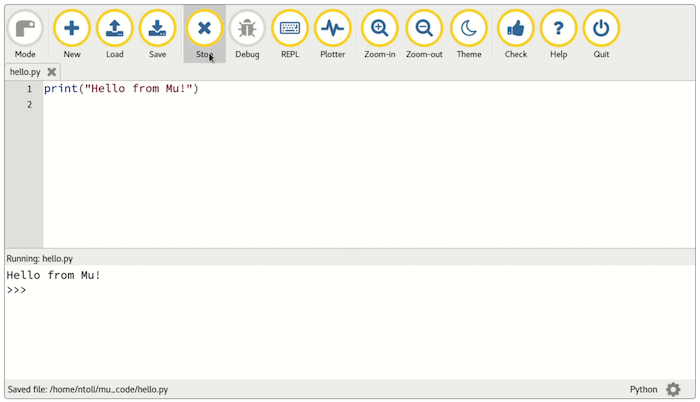 Mode New Load Save Stop Debug REPL Plotter Zoom-in Zoom-out Theme Check Help Quit
hello.py
1 print("Hello from Mu!")
2
Running: hello.py
Hello from Mu!
>>>
Saved file: /home/ntoll/mu_code/hello.py Python